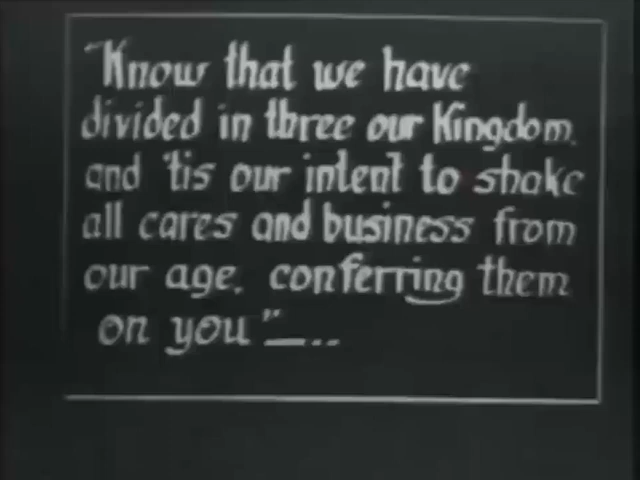 "Know that we have
divided in three our Kingdom.
and 'tis our intent to shake
all cares and business from
our age, conferring them
on you"—..